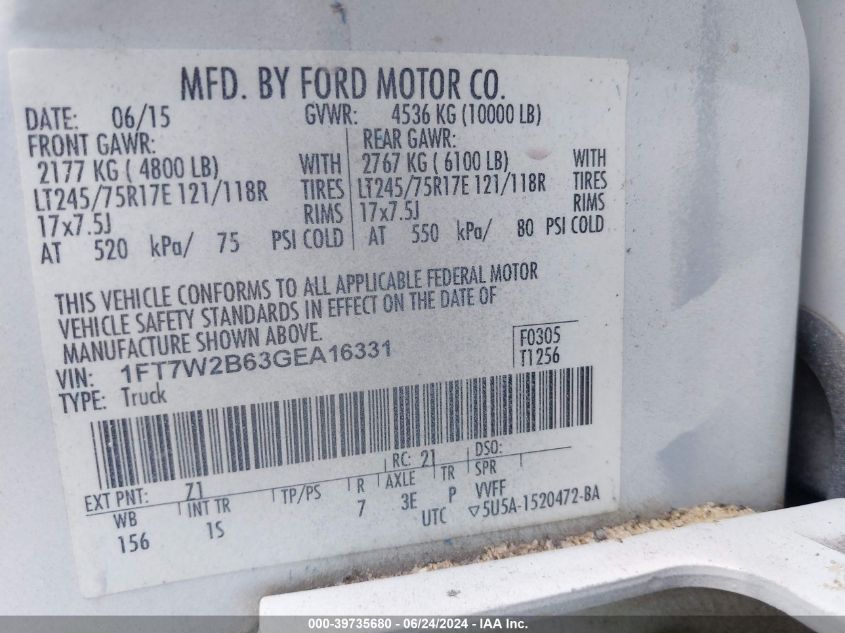 MFD. BY FORD MOTOR CO.
DATE: 06/15 GVWR: 4536 KG (10000 LB)
FRONT GAWR: REAR GAWR:
2177 KG ( 4800 LB) WITH 2767 KG ( 6100 LB) WITH
LT245/75R17E 121/118R TIRES LT245/75R17E 121/118R TIRES
17x7.5J RIMS 17x7.5J RIMS
AT 520 kPa/ 75 PSI COLD AT 550 kPa/ 80 PSI COLD
THIS VEHICLE CONFORMS TO ALL APPLICABLE FEDERAL MOTOR
VEHICLE SAFETY STANDARDS IN EFFECT ON THE DATE OF
MANUFACTURE SHOWN ABOVE.
F0305
T1256
VIN: 1FT7W2B63GEA16331
TYPE: Truck
EXT PNT: Z1 RC: 21 DSO:
WB INT TR TP/PS R AXLE TR SPR
156 1S 7 3E P VVFF
UTC ▽5U5A-1520472-BA
000-39735680 - 06/24/2024 - IAA Inc.